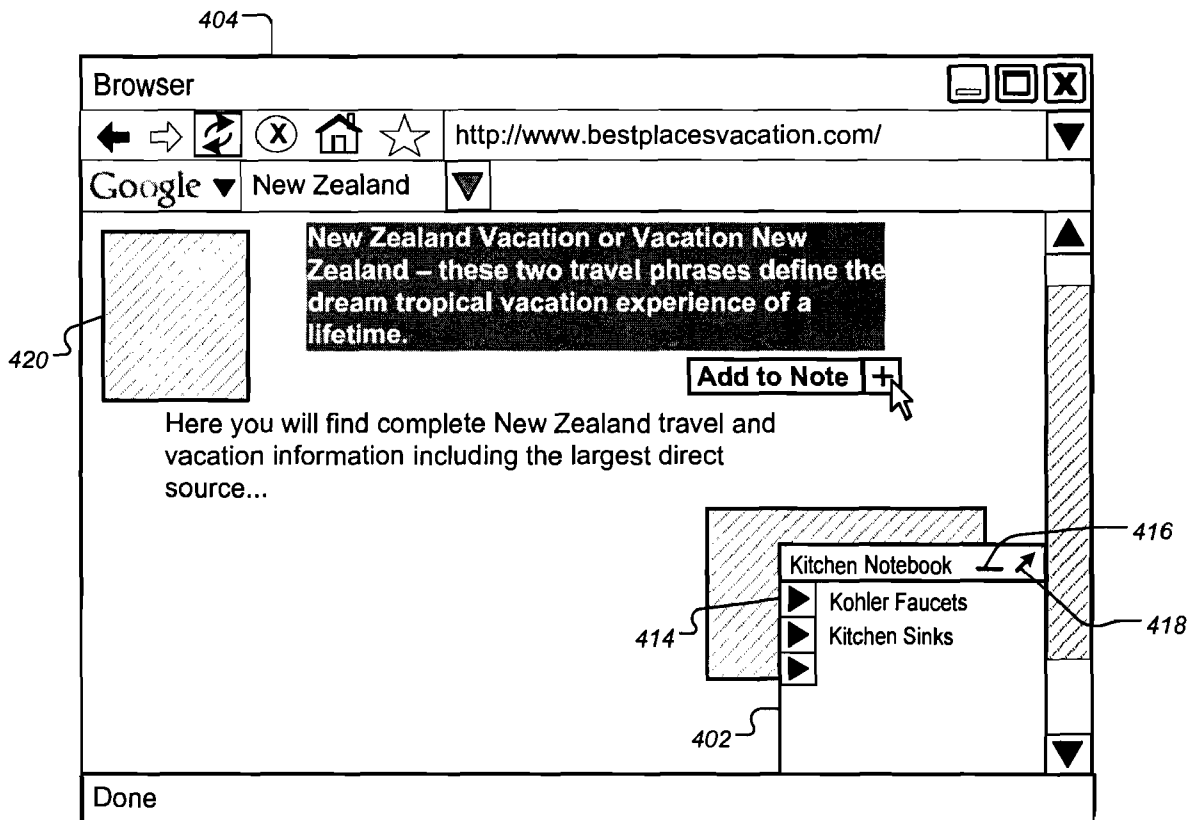 404
Browser
X
X http://www.bestplacesvacation.com/
Google New Zealand
New Zealand Vacation or Vacation New
Zealand – these two travel phrases define the
dream tropical vacation experience of a
lifetime.
420
Add to Note +
Here you will find complete New Zealand travel and
vacation information including the largest direct
source...
416
Kitchen Notebook
Kohler Faucets
414
418
Kitchen Sinks
402
Done